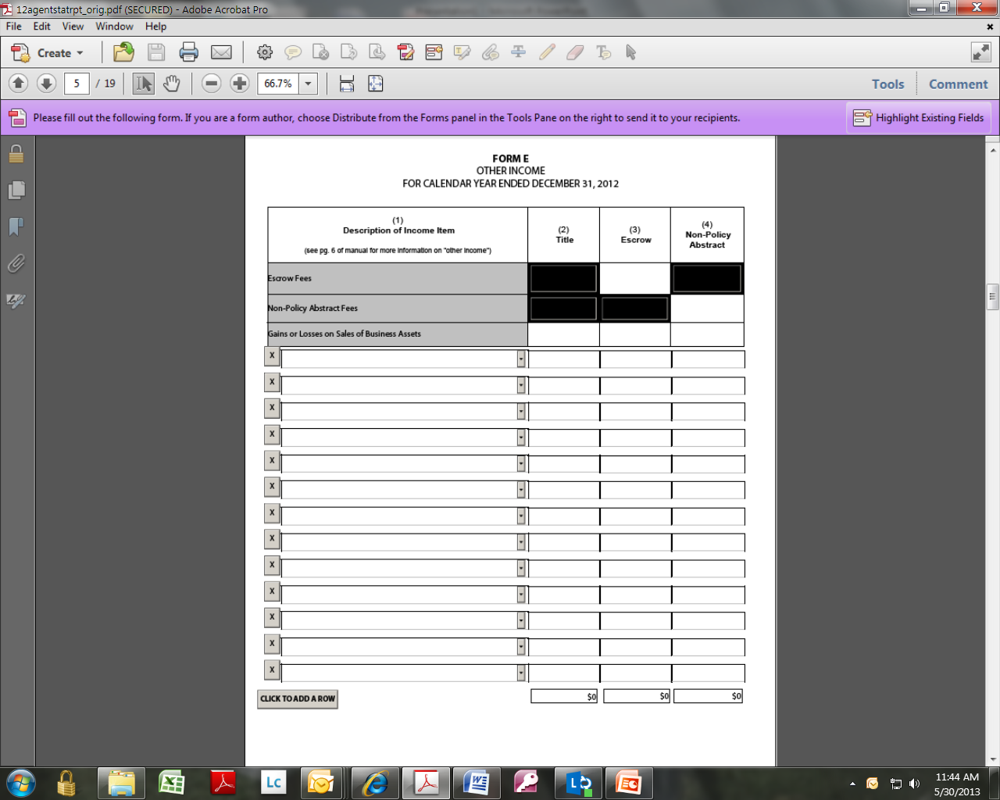 12agentstatrpt_orig.pdf (SECURED) - Adobe Acrobat Pro
File Edit View Window Help
Create
5 / 19 66.7% Tools Comment
Please fill out the following form. If you are a form author, choose Distribute from the Forms panel in the Tools Pane on the right to send it to your recipients. Highlight Existing Fields
FORM E
OTHER INCOME
FOR CALENDAR YEAR ENDED DECEMBER 31, 2012
(1)
Description of Income Item
(see pg. 6 of manual for more information on "other income")
(2)
Title
(3)
Escrow
(4)
Non-Policy
Abstract
Escrow Fees
Non-Policy Abstract Fees
Gains or Losses on Sales of Business Assets
X
X
X
X
X
X
X
X
X
X
X
X
X
CLICK TO ADD A ROW $0 $0 $0
Lc
11:44 AM
5/30/2013